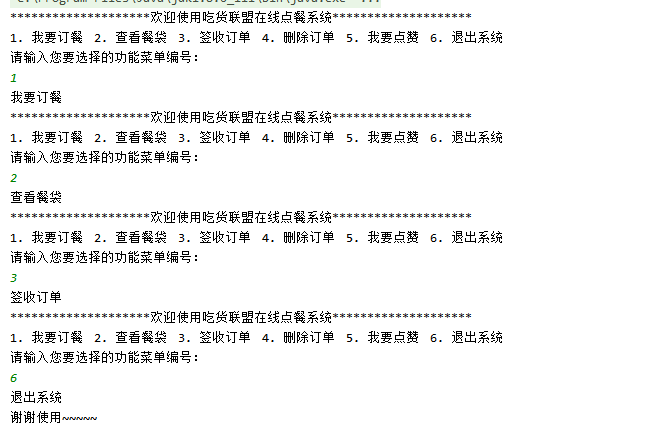 ********************欢迎使用吃货联盟在线点餐系统********************
1. 我要订餐 2. 查看餐袋 3. 签收订单 4. 删除订单 5. 我要点赞 6. 退出系统
请输入您要选择的功能菜单编号:
1
我要订餐
********************欢迎使用吃货联盟在线点餐系统********************
1. 我要订餐 2. 查看餐袋 3. 签收订单 4. 删除订单 5. 我要点赞 6. 退出系统
请输入您要选择的功能菜单编号:
2
查看餐袋
********************欢迎使用吃货联盟在线点餐系统********************
1. 我要订餐 2. 查看餐袋 3. 签收订单 4. 删除订单 5. 我要点赞 6. 退出系统
请输入您要选择的功能菜单编号:
3
签收订单
********************欢迎使用吃货联盟在线点餐系统********************
1. 我要订餐 2. 查看餐袋 3. 签收订单 4. 删除订单 5. 我要点赞 6. 退出系统
请输入您要选择的功能菜单编号:
6
退出系统
谢谢使用~~~~~